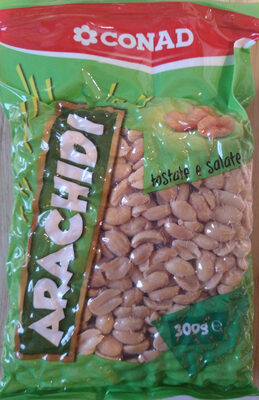 CONAD
tostate e salate
ARACHIDI
300g e